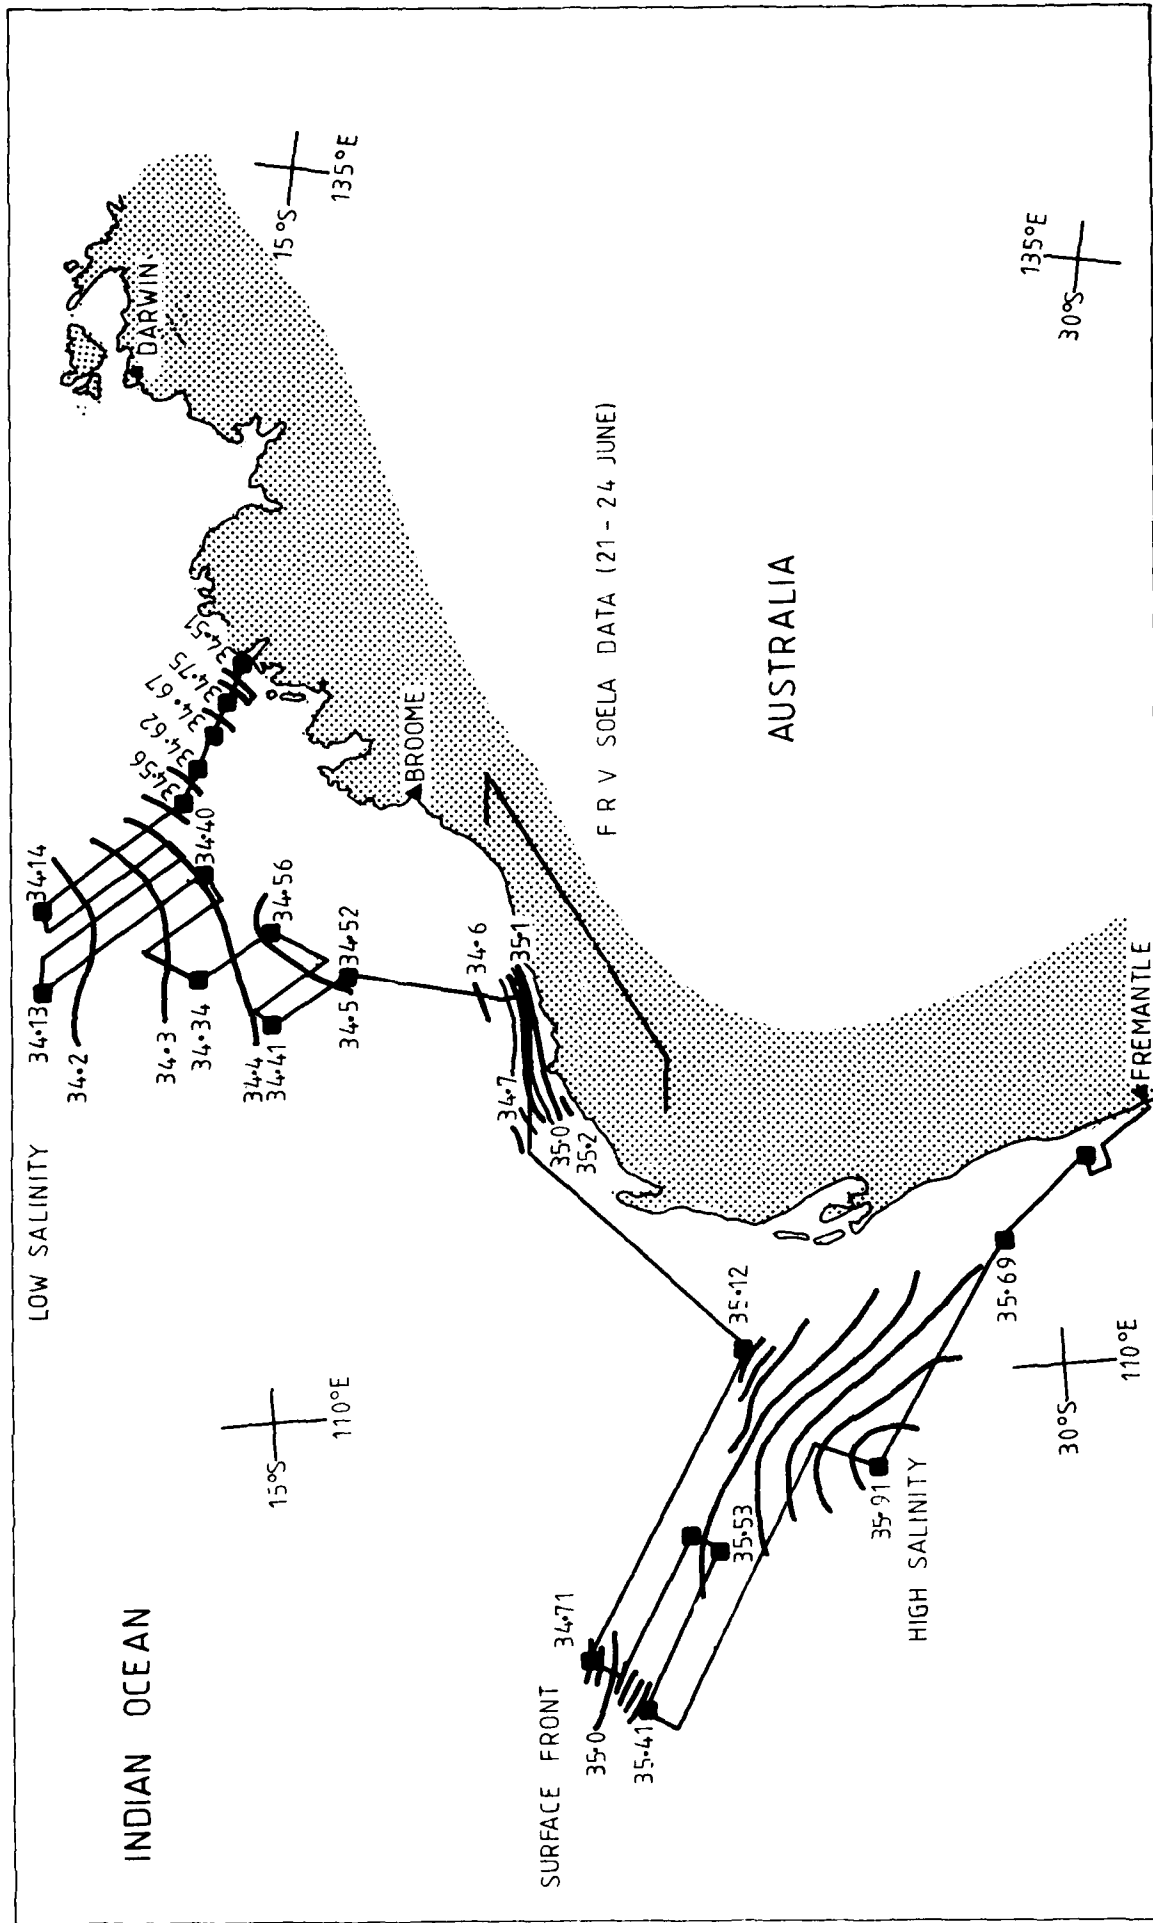 INDIAN OCEAN
LOW SALINITY
34·13
34·14
34·2
34·3
34·34
34·4
34·41
34·40
34·56
34·62
34·67
34·75
34·51
34·56
34·5
34·52
34·6
34·7
35·1
35·0
35·2
DARWIN
15°S
135°E
15°S
110°E
BROOME
F R V SOELA DATA (21 - 24 JUNE)
AUSTRALIA
SURFACE FRONT
34·71
35·0
35·41
35·53
35·12
35·91
HIGH SALINITY
35·69
30°S
110°E
FREMANTLE
30°S
135°E